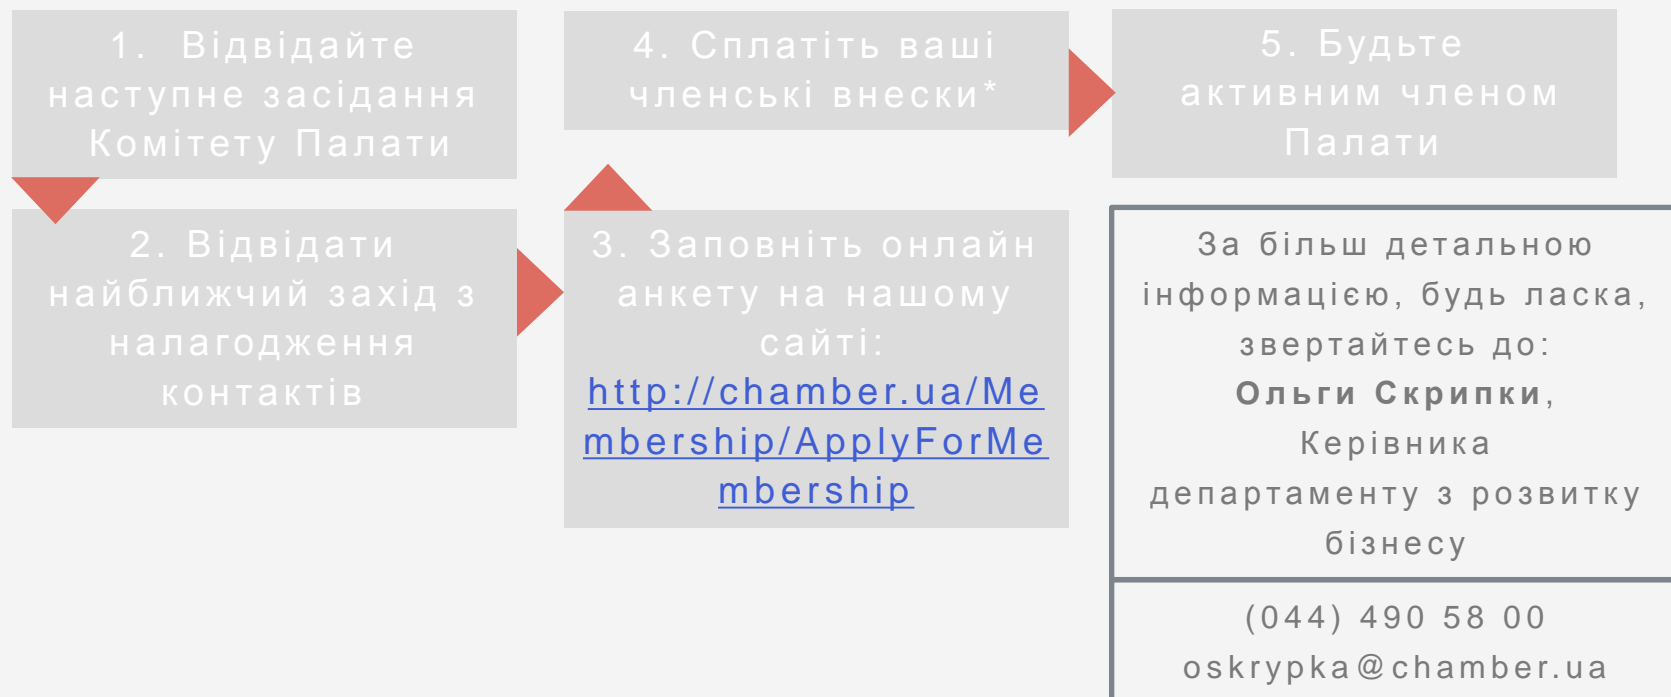 1. Відвідайте
наступне засідання
Комітету Палати
2. Відвідати
найближчий захід з
налагодження
контактів
3. Заповніть онлайн
анкету на нашому
сайті:
http://chamber.ua/Me
mbership/ApplyForMe
mbership
4. Сплатіть ваші
членські внески*
5. Будьте
активним членом
Палати
За більш детальною
інформацією, будь ласка,
звертайтесь до:
Ольги Скрипки,
Керівника
департаменту з розвитку
бізнесу
(044) 490 58 00
oskrypka@chamber.ua